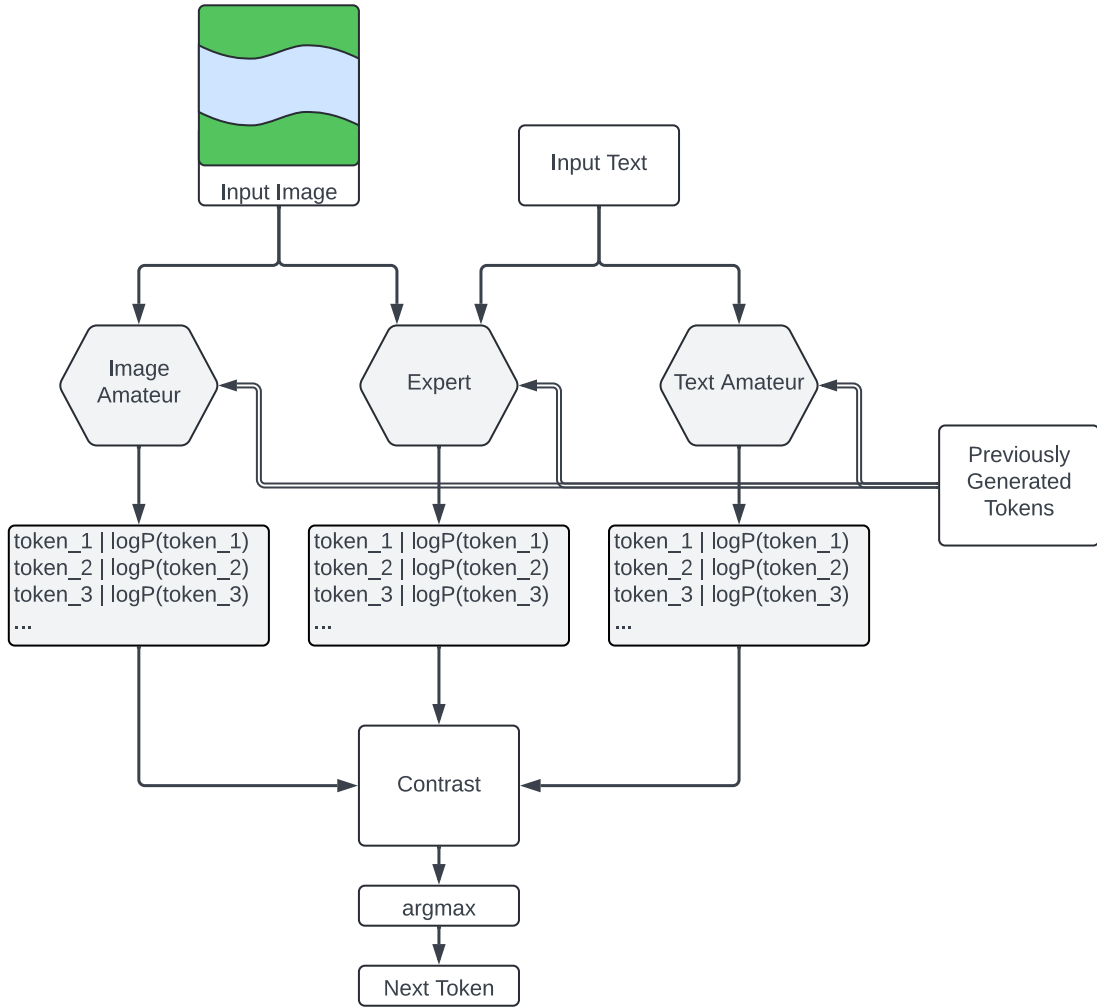 Input Image
Input Text
Image
Amateur
Expert
Text Amateur
Previously
Generated
Tokens
token_1 | logP(token_1)
token_2 | logP(token_2)
token_3 | logP(token_3)
...
token_1 | logP(token_1)
token_2 | logP(token_2)
token_3 | logP(token_3)
...
token_1 | logP(token_1)
token_2 | logP(token_2)
token_3 | logP(token_3)
...
Contrast
argmax
Next Token